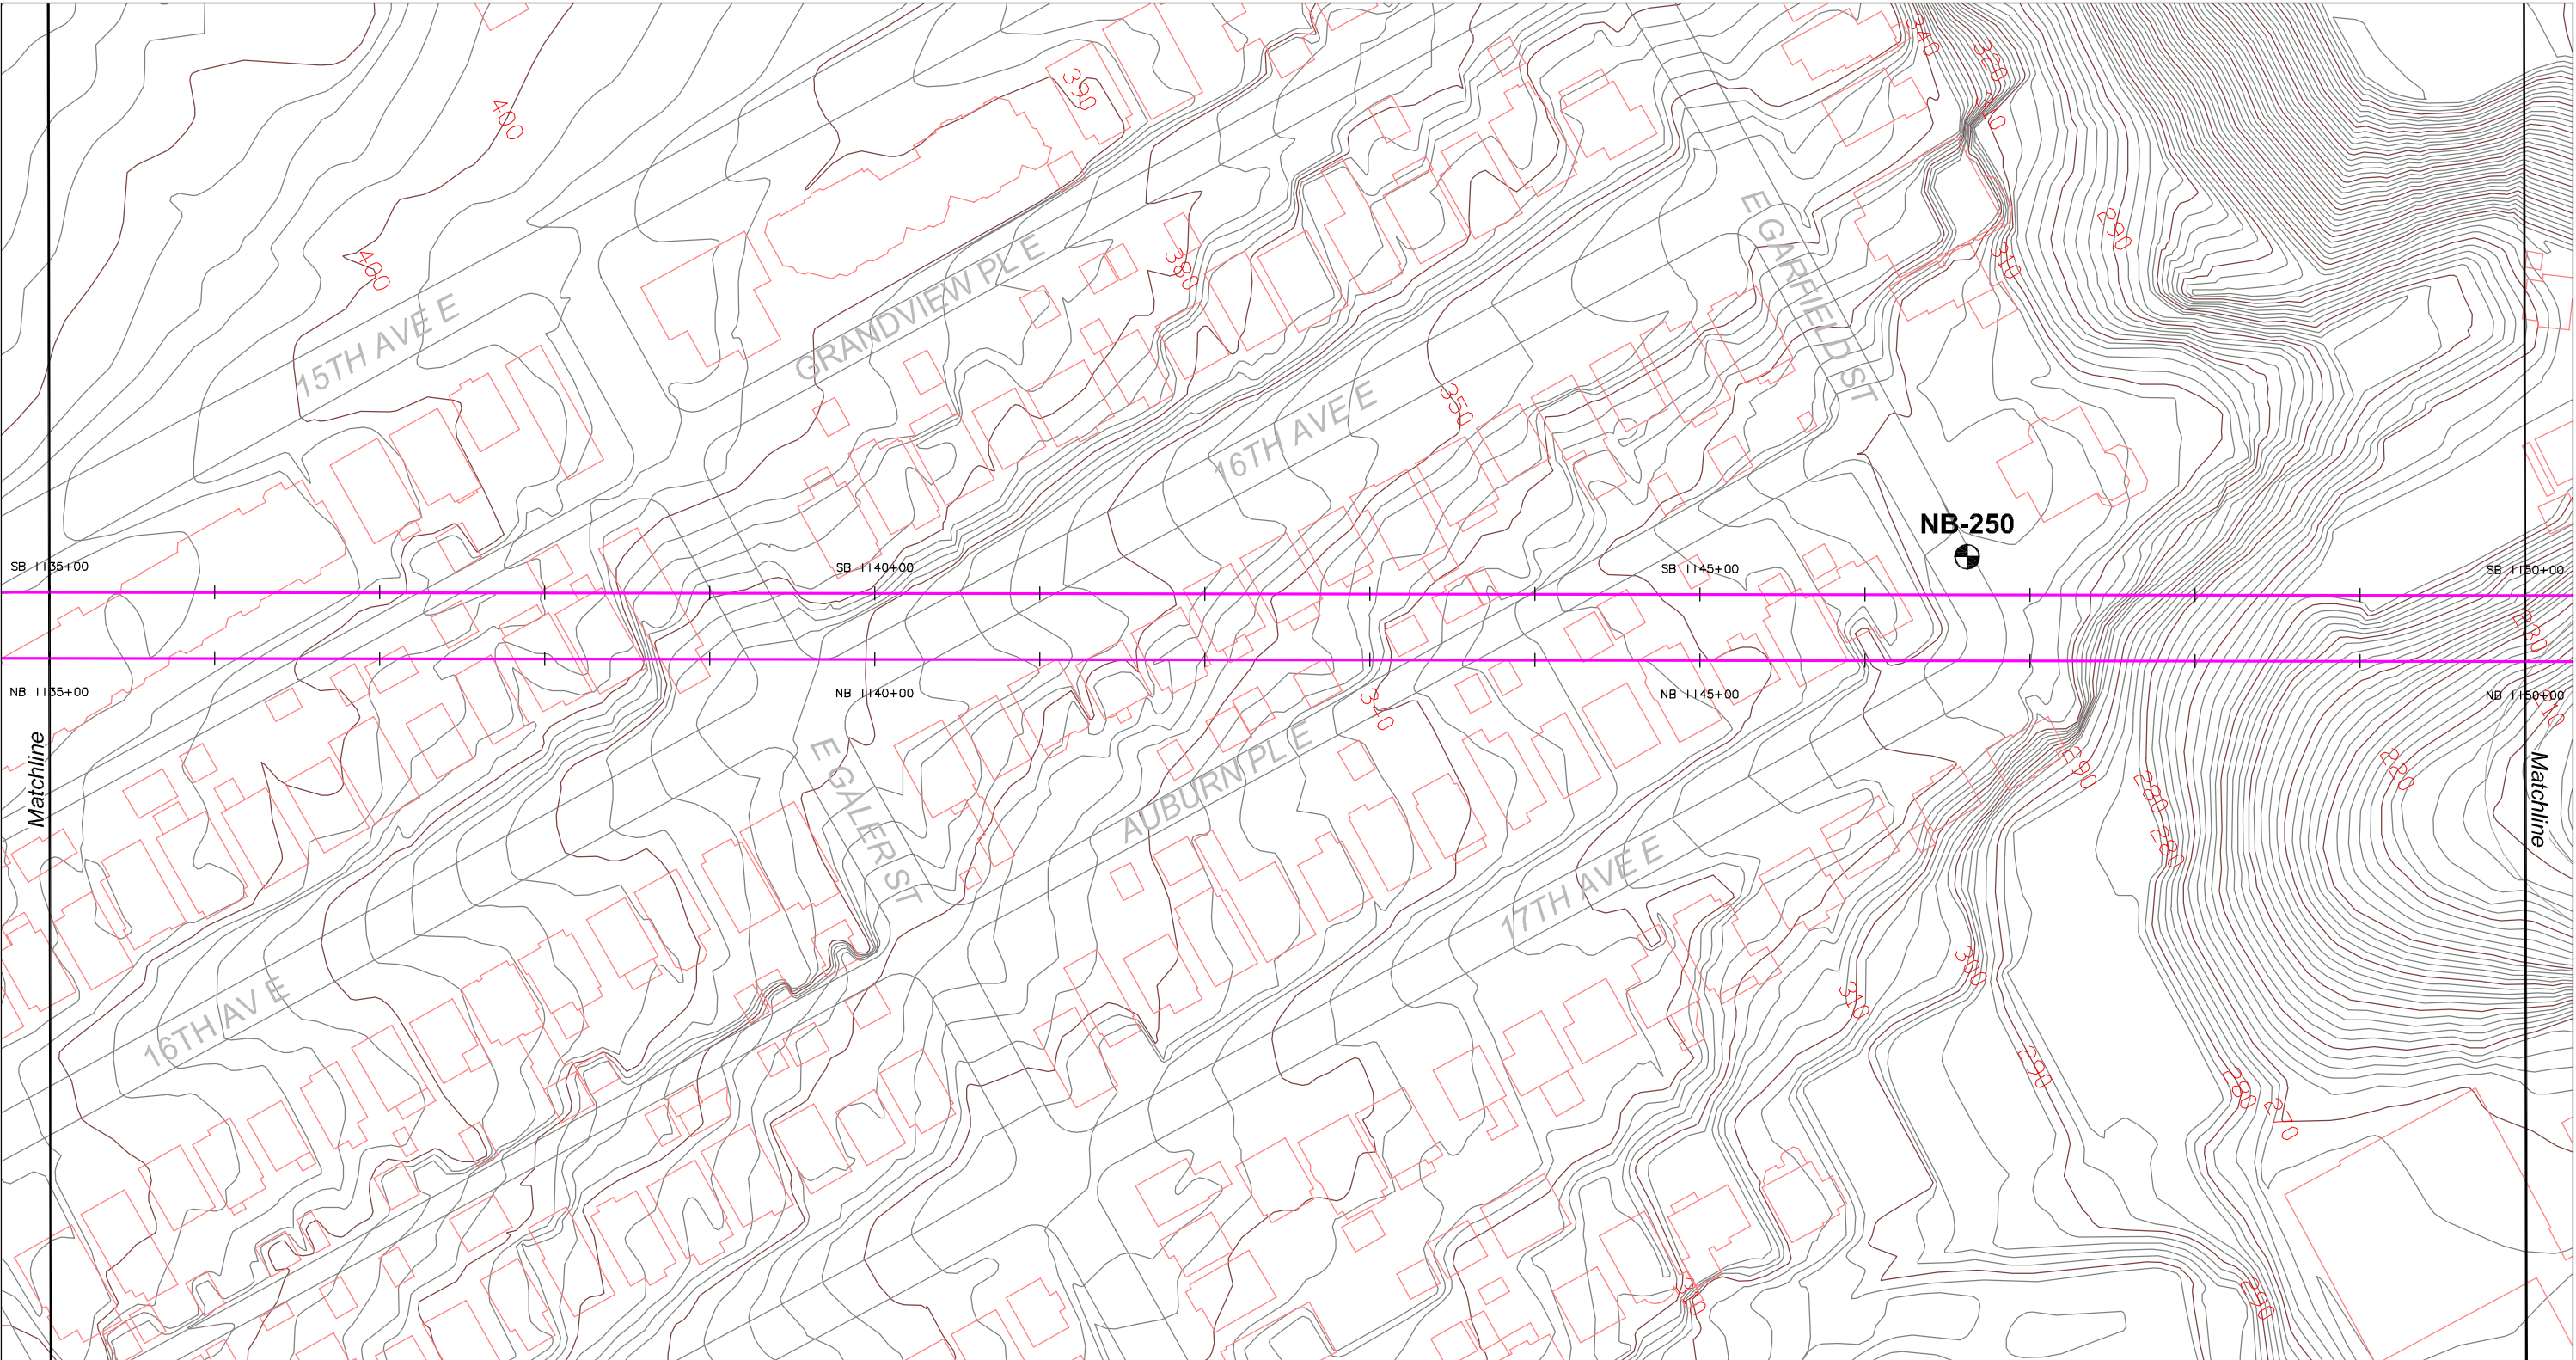 400
390
400
380
340
320
310
290
310
15TH AVE E
GRANDVIEW PL E
E GARFIELD ST
16TH AVE E
350
NB-250
SB 1135+00
SB 1140+00
SB 1145+00
SB 1150+00
230
NB 1135+00
NB 1140+00
NB 1145+00
NB 1150+00
210
Matchline
E GALER ST
AUBURN PL E
290
280
220
Matchline
280
17TH AVE E
300
310
16TH AV E
290
280
270
290